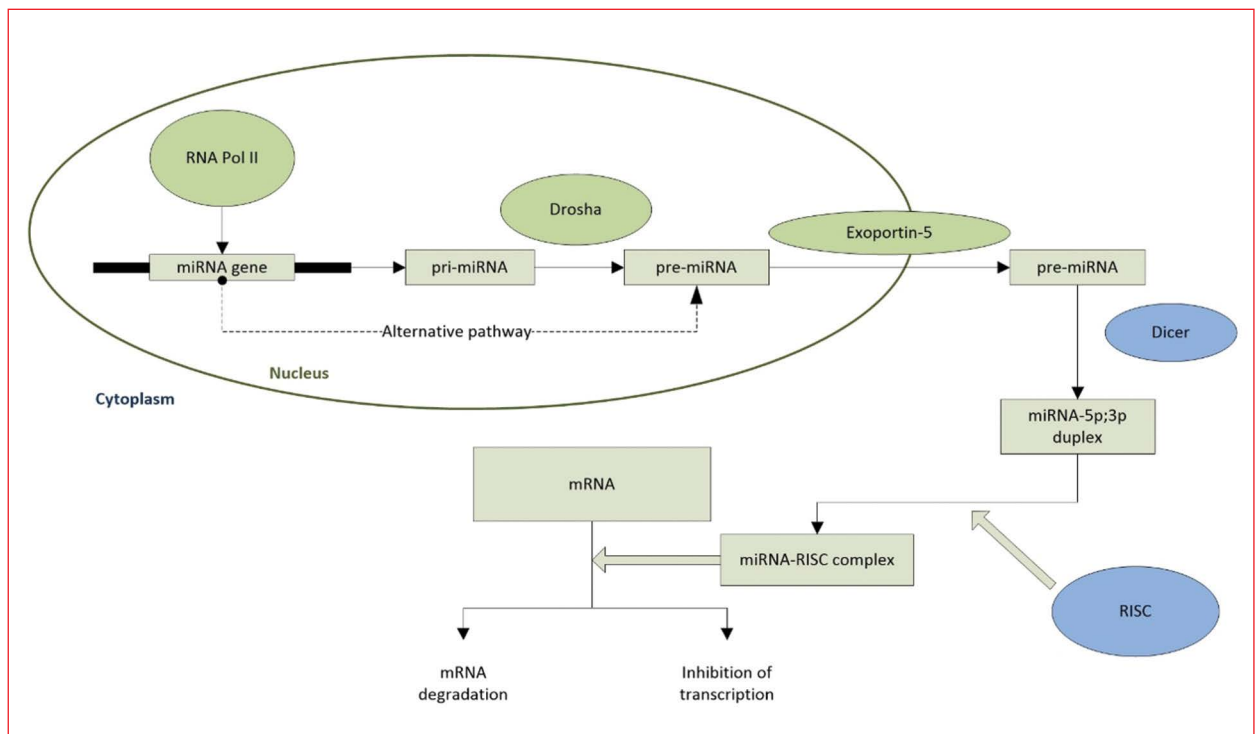 RNA Pol II
Drosha
Exoportin-5
miRNA gene
pri-miRNA
pre-miRNA
pre-miRNA
Alternative pathway
Dicer
Nucleus
Cytoplasm
miRNA-5p;3p
duplex
mRNA
miRNA-RISC complex
RISC
mRNA
degradation
Inhibition of
transcription